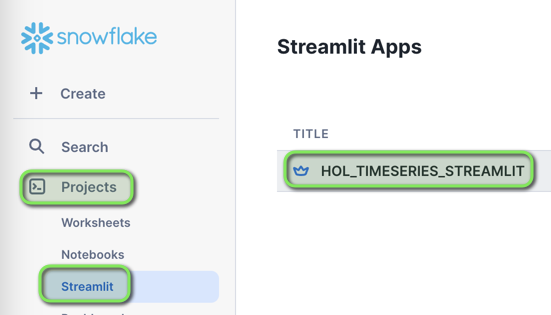 snowflake
Create
Search
Projects
Worksheets
Notebooks
Streamlit
Streamlit Apps
TITLE
HOL_TIMESERIES_STREAMLIT